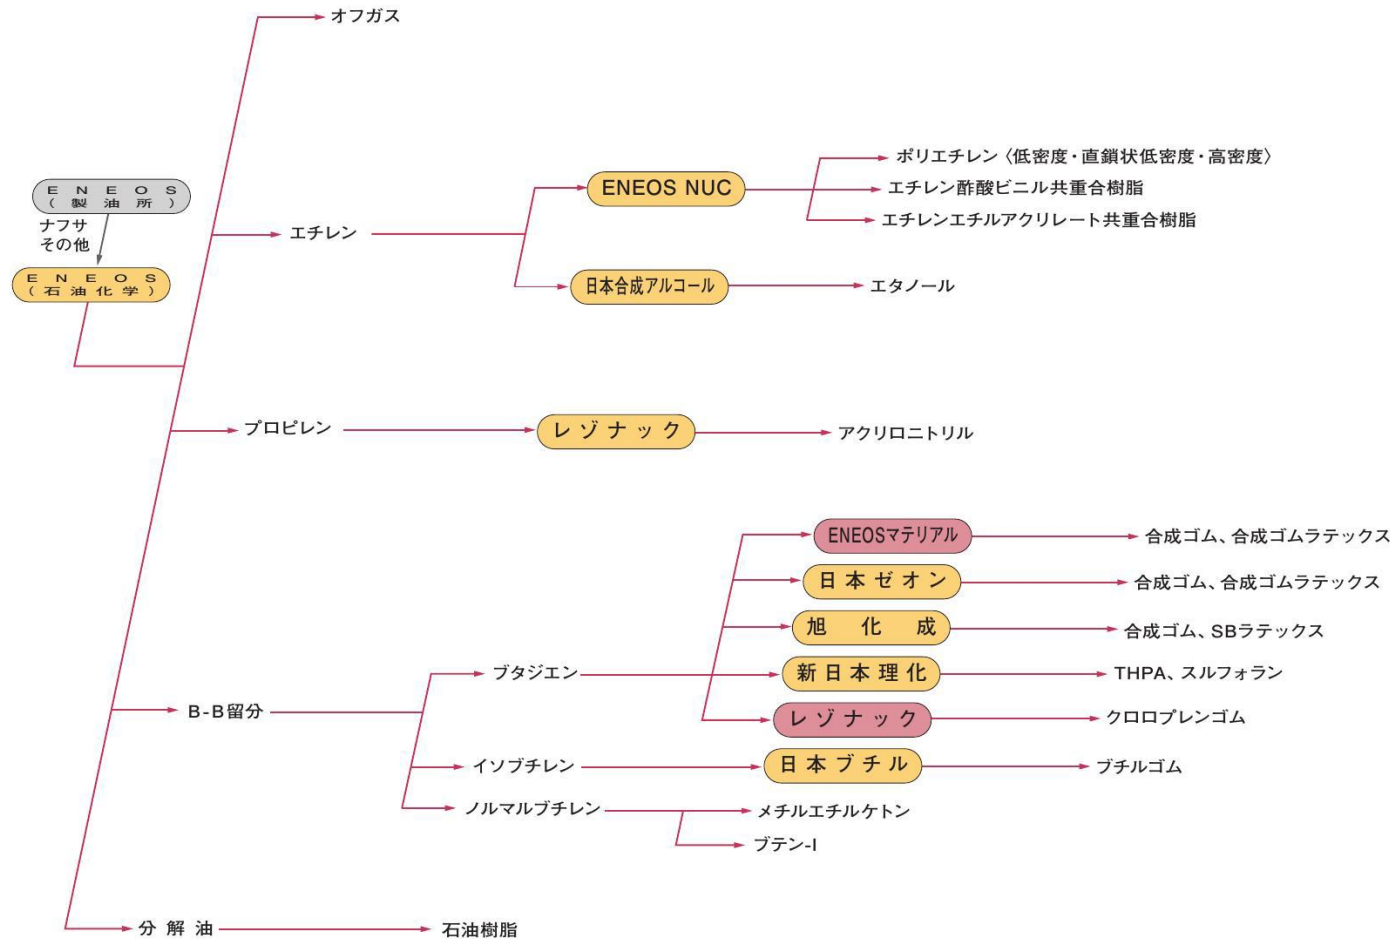 オフガス
ENEOS
(製油所)
ナフサ
その他
ENEOS
(石油化学)
エチレン
ENEOS NUC
ポリエチレン〈低密度・直鎖状低密度・高密度〉
エチレン酢酸ビニル共重合樹脂
エチレンエチルアクリレート共重合樹脂
日本合成アルコール
エタノール
プロピレン
レゾナック
アクリロニトリル
B-B留分
ブタジエン
ENEOSマテリアル
合成ゴム、合成ゴムラテックス
日本ゼオン
合成ゴム、合成ゴムラテックス
旭化成
合成ゴム、SBラテックス
新日本理化
THPA、スルフォラン
レゾナック
クロロプレンゴム
イソブチレン
日本ブチル
ブチルゴム
ノルマルブチレン
メチルエチルケトン
ブテン-I
分解油
石油樹脂